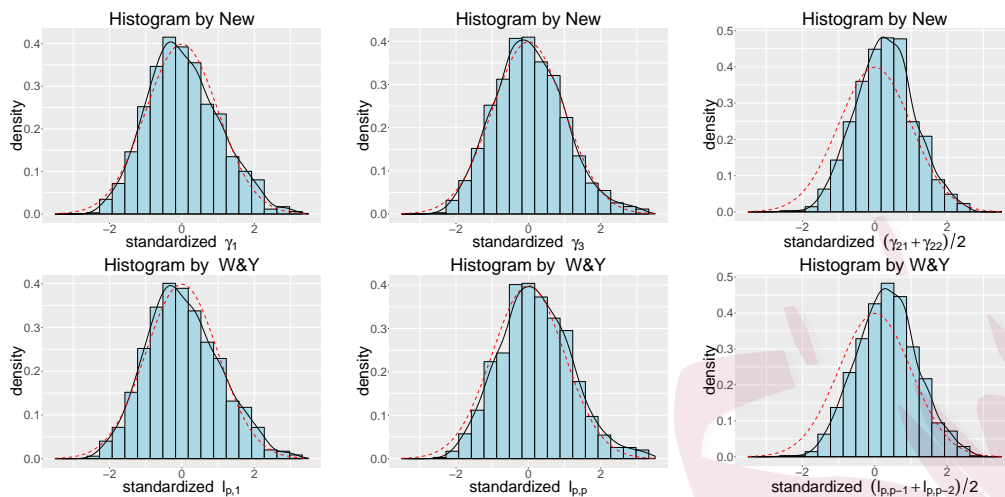 Histogram by New
density
0.4
0.3
0.2
0.1
0.0
−2 0 2
standardized γ1
Histogram by New
density
0.4
0.3
0.2
0.1
0.0
−2 0 2
standardized γ3
Histogram by New
density
0.5
0.4
0.3
0.2
0.1
0.0
−2 0 2
standardized (γ21+γ22)/2
Histogram by W&Y
density
0.4
0.3
0.2
0.1
0.0
−2 0 2
standardized lp,1
Histogram by W&Y
density
0.4
0.3
0.2
0.1
0.0
−2 0 2
standardized lp,p
Histogram by W&Y
density
0.5
0.4
0.3
0.2
0.1
0.0
−2 0 2
standardized (lp,p−1+lp,p−2)/2